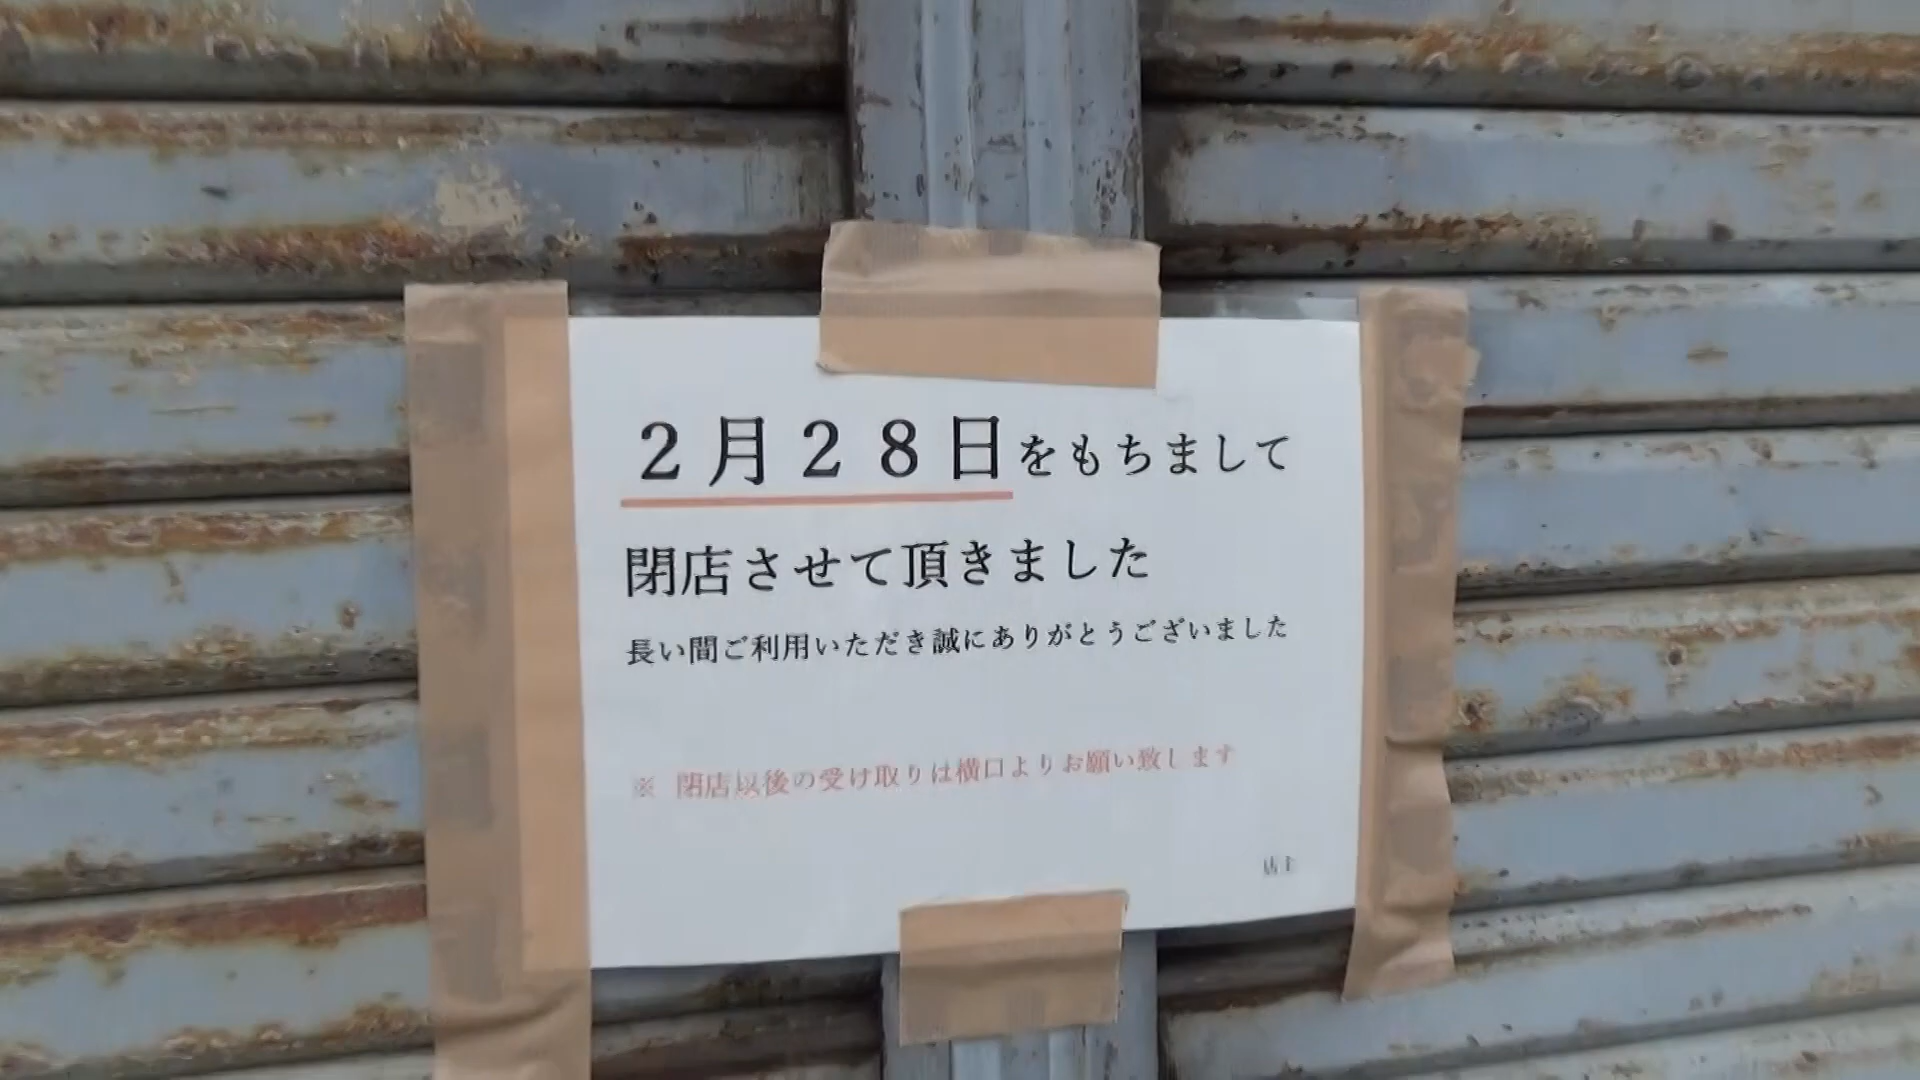 ２月２８日をもちまして
閉店させて頂きました
長い間ご利用いただき誠にありがとうございました
※ 閉店以後の受け取りは横口よりお願い致します
店主